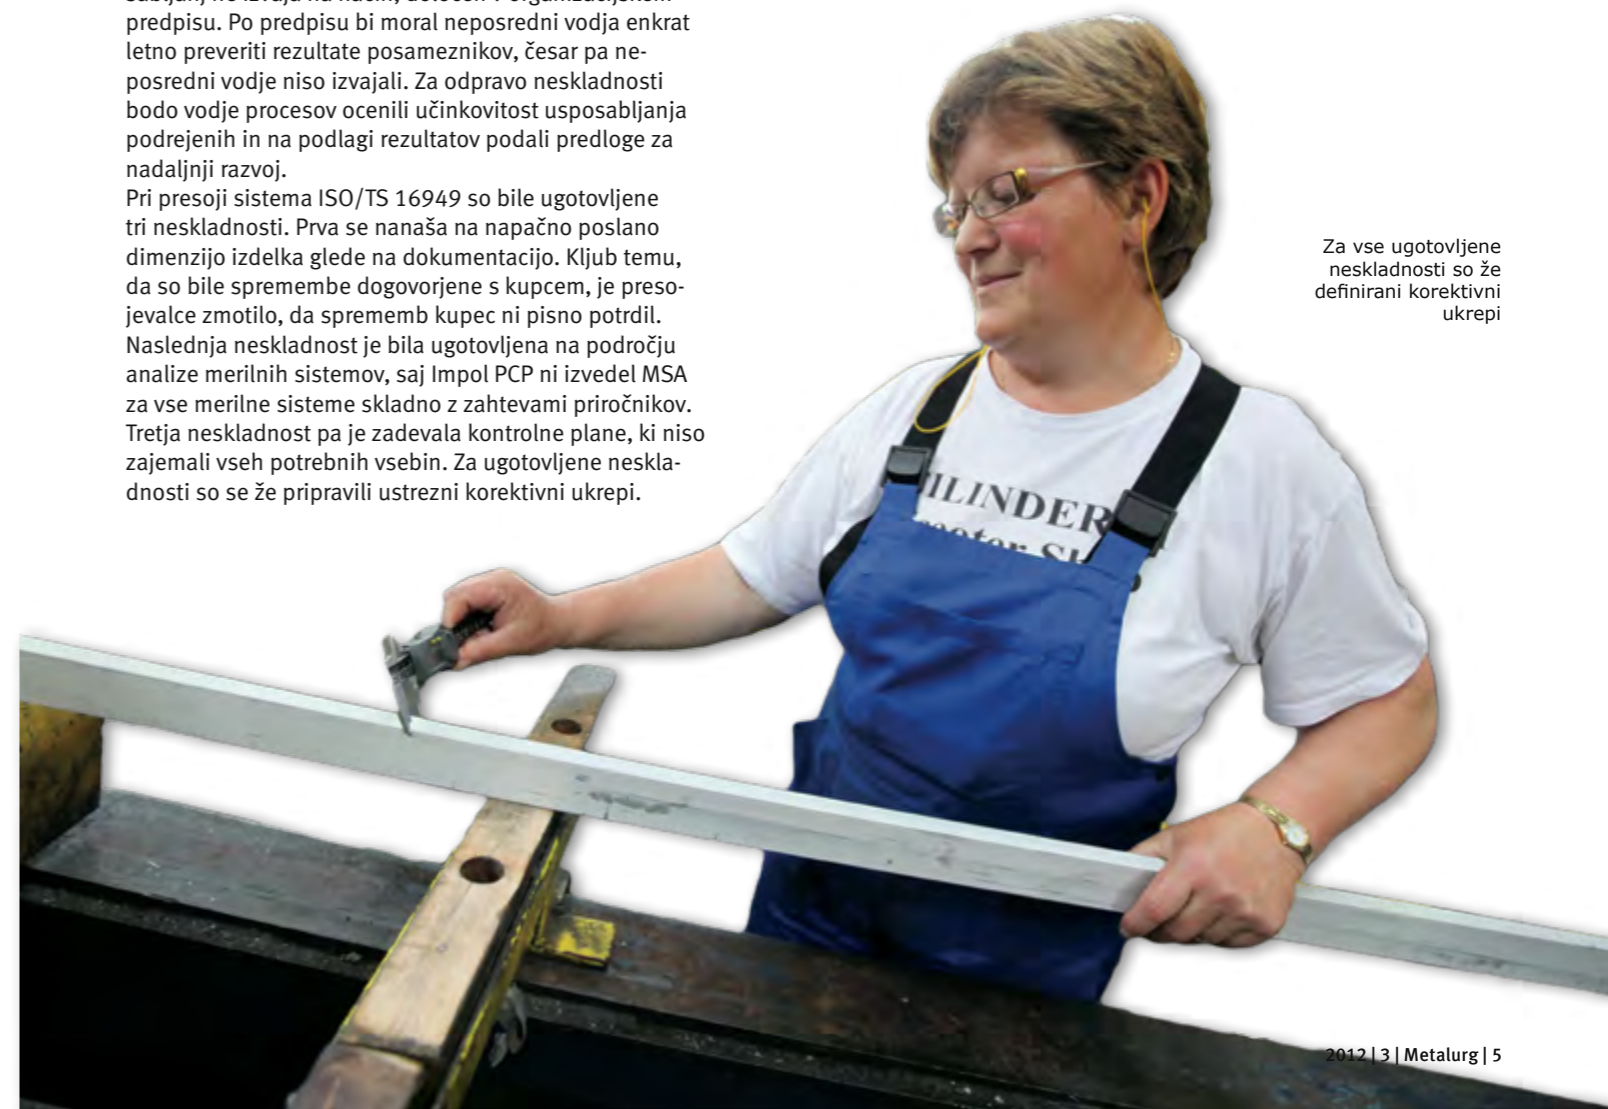 predpisu. Po predpisu bi moral neposredni vodja enkrat
letno preveriti rezultate posameznikov, česar pa ne-
posredni vodje niso izvajali. Za odpravo neskladnosti
bodo vodje procesov ocenili učinkovitost usposabljanja
podrejenih in na podlagi rezultatov podali predloge za
nadaljnji razvoj.
Pri presoji sistema ISO/TS 16949 so bile ugotovljene
tri neskladnosti. Prva se nanaša na napačno poslano
dimenzijo izdelka glede na dokumentacijo. Kljub temu,
da so bile spremembe dogovorjene s kupcem, je preso-
jevalce zmotilo, da sprememb kupec ni pisno potrdil.
Naslednja neskladnost je bila ugotovljena na področju
analize merilnih sistemov, saj Impol PCP ni izvedel MSA
za vse merilne sisteme skladno z zahtevami priročnikov.
Tretja neskladnost pa je zadevala kontrolne plane, ki niso
zajemali vseh potrebnih vsebin. Za ugotovljene neskla-
dnosti so se že pripravili ustrezni korektivni ukrepi.
Za vse ugotovljene
neskladnosti so že
definirani korektivni
ukrepi
ILINDER
2012 | 3 | Metalurg | 5